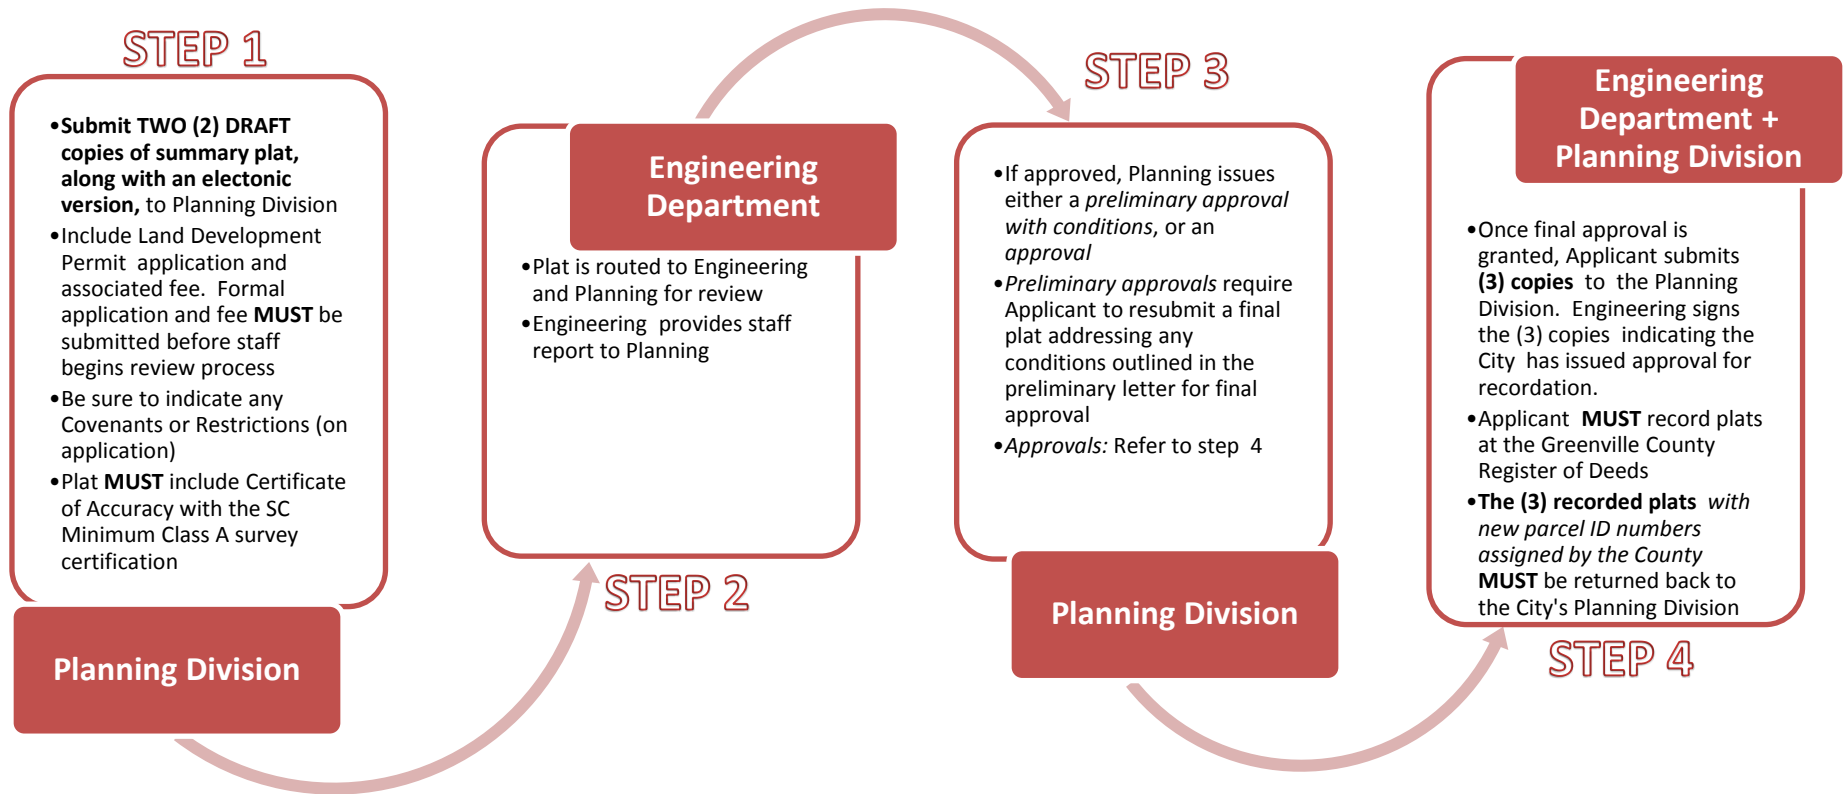 STEP 1
•Submit TWO (2) DRAFT
copies of summary plat,
along with an electonic
version, to Planning Division
•Include Land Development
Permit application and
associated fee. Formal
application and fee MUST be
submitted before staff
begins review process
•Be sure to indicate any
Covenants or Restrictions (on
application)
•Plat MUST include Certificate
of Accuracy with the SC
Minimum Class A survey
certification
Planning Division
Engineering
Department
•Plat is routed to Engineering
and Planning for review
•Engineering provides staff
report to Planning
STEP 2
STEP 3
•If approved, Planning issues
either a preliminary approval
with conditions, or an
approval
•Preliminary approvals require
Applicant to resubmit a final
plat addressing any
conditions outlined in the
preliminary letter for final
approval
•Approvals: Refer to step 4
Planning Division
Engineering
Department +
Planning Division
•Once final approval is
granted, Applicant submits
(3) copies to the Planning
Division. Engineering signs
the (3) copies indicating the
City has issued approval for
recordation.
•Applicant MUST record plats
at the Greenville County
Register of Deeds
•The (3) recorded plats with
new parcel ID numbers
assigned by the County
MUST be returned back to
the City's Planning Division
STEP 4